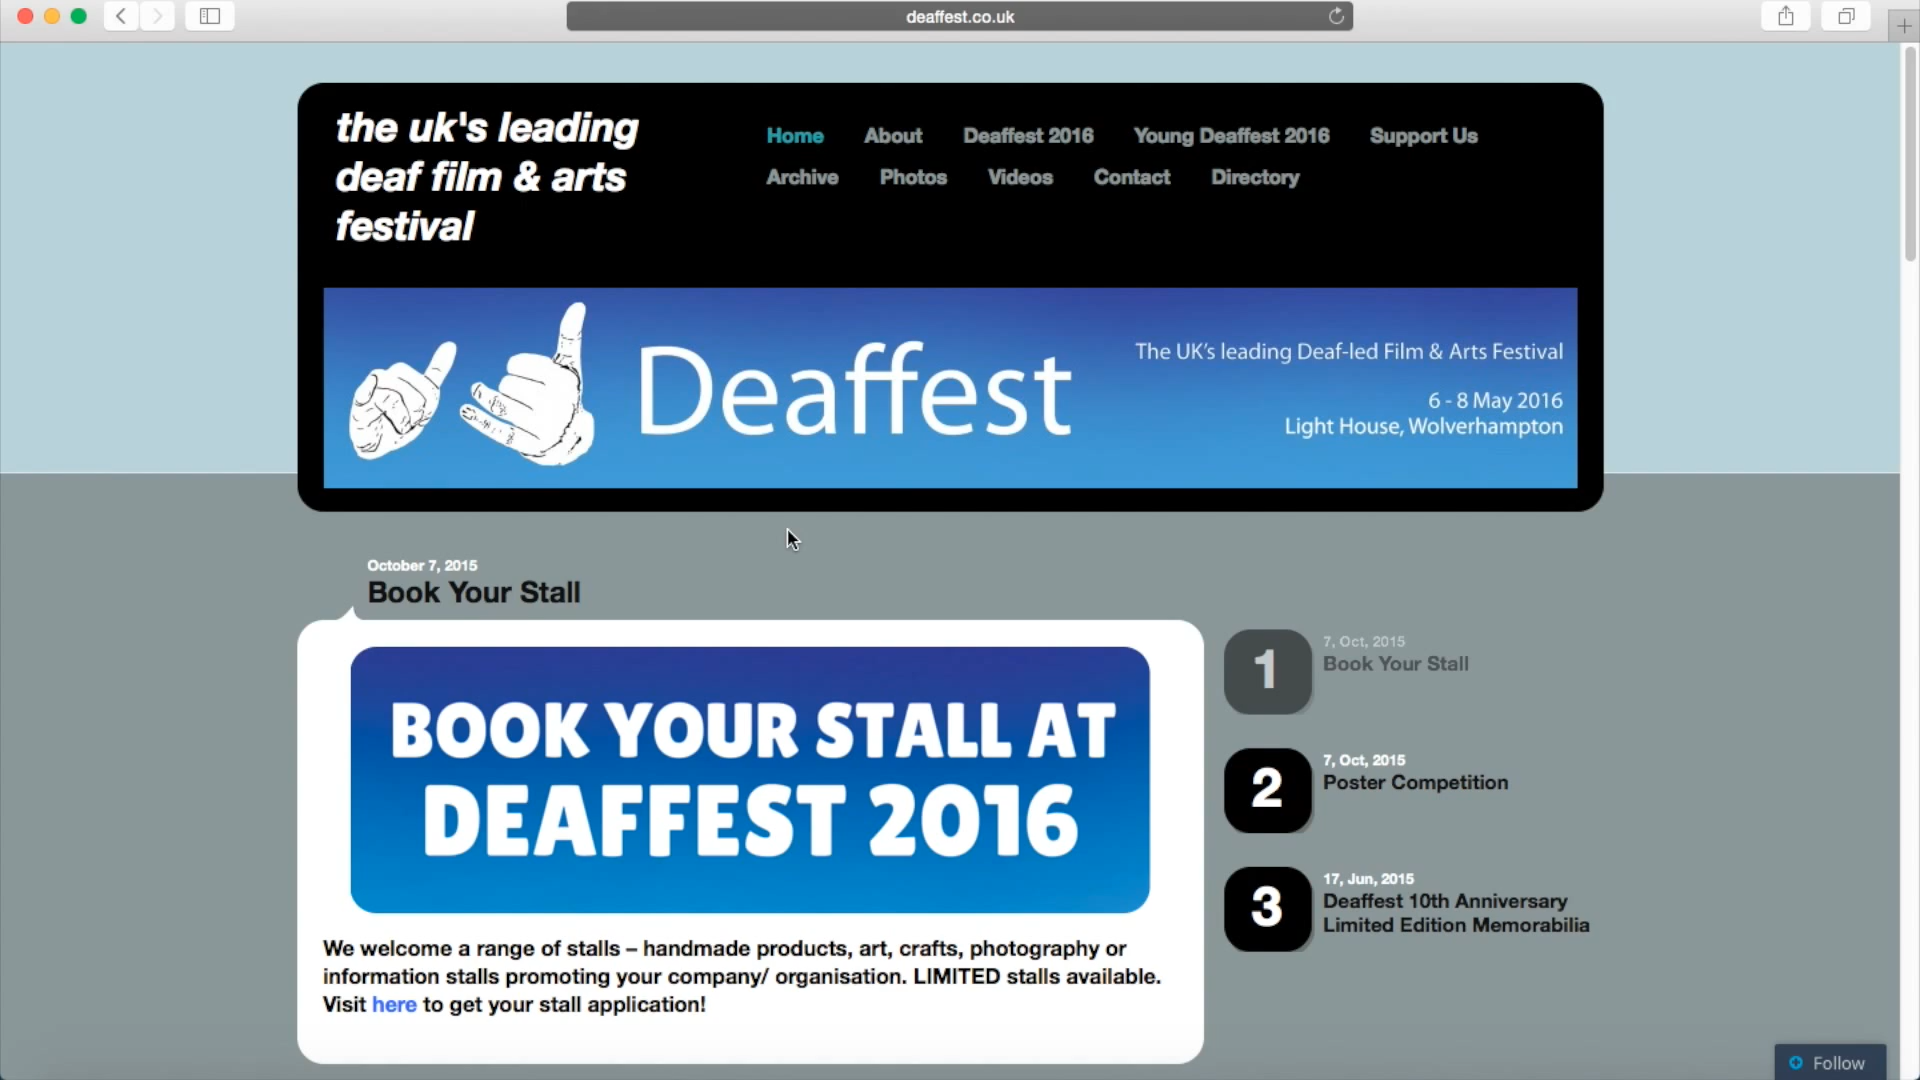 deaffest.co.uk
the uk's leading
deaf film & arts
festival
Home About Deaffest 2016 Young Deaffest 2016 Support Us
Archive Photos Videos Contact Directory
Deaffest
The UK's leading Deaf-led Film & Arts Festival
6 - 8 May 2016
Light House, Wolverhampton
October 7, 2015
Book Your Stall
BOOK YOUR STALL AT
DEAFFEST 2016
We welcome a range of stalls – handmade products, art, crafts, photography or
information stalls promoting your company/ organisation. LIMITED stalls available.
Visit here to get your stall application!
1
7, Oct, 2015
Book Your Stall
2
7, Oct, 2015
Poster Competition
3
17, Jun, 2015
Deaffest 10th Anniversary
Limited Edition Memorabilia
Follow